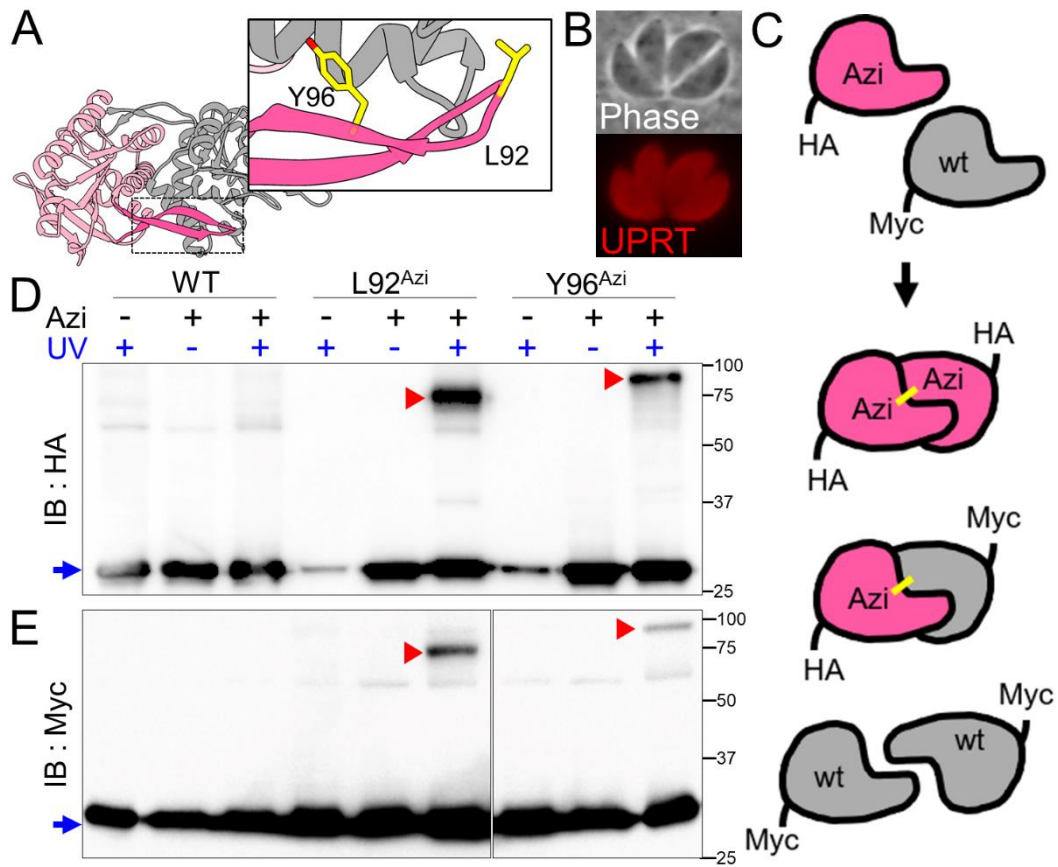 A
Y96
L92
B
Phase
UPRT
C
Azi
HA
wt
Myc
HA
Azi
Azi
HA
Myc
Azi
HA
Myc
wt
wt
Myc
D
WT L92Azi Y96Azi
Azi - + + - + + - + +
UV + - + + - + + - +
IB : HA
100
75
50
37
25
E
IB : Myc
100
75
50
37
25